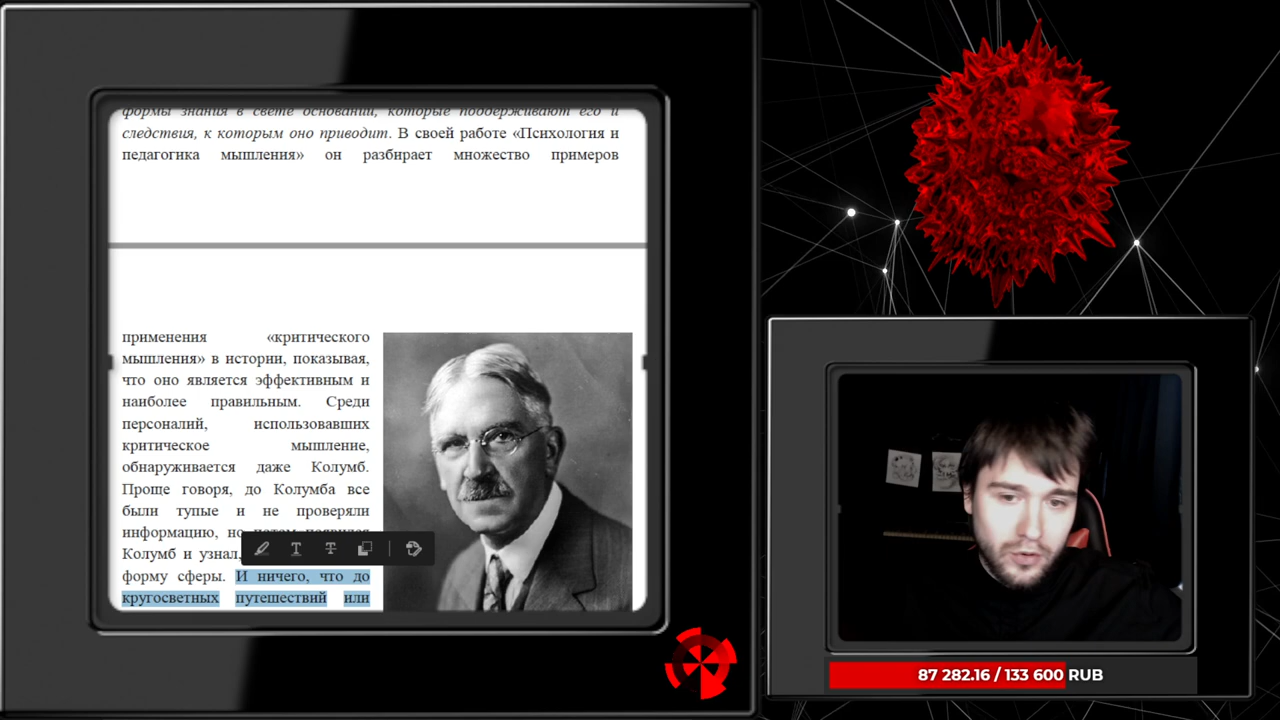 формы знания в свете оснований, которые поддерживают его и
следствия, к которым оно приводит. В своей работе «Психология и
педагогика мышления» он разбирает множество примеров
применения «критического
мышления» в истории, показывая,
что оно является эффективным и
наиболее правильным. Среди
персоналий, использовавших
критическое мышление,
обнаруживается даже Колумб.
Проще говоря, до Колумба все
были тупые и не проверяли
информацию, но потом появился
Колумб и узнал,
форму сферы. И ничего, что до
кругосветных путешествий или
87 282.16 / 133 600 RUB